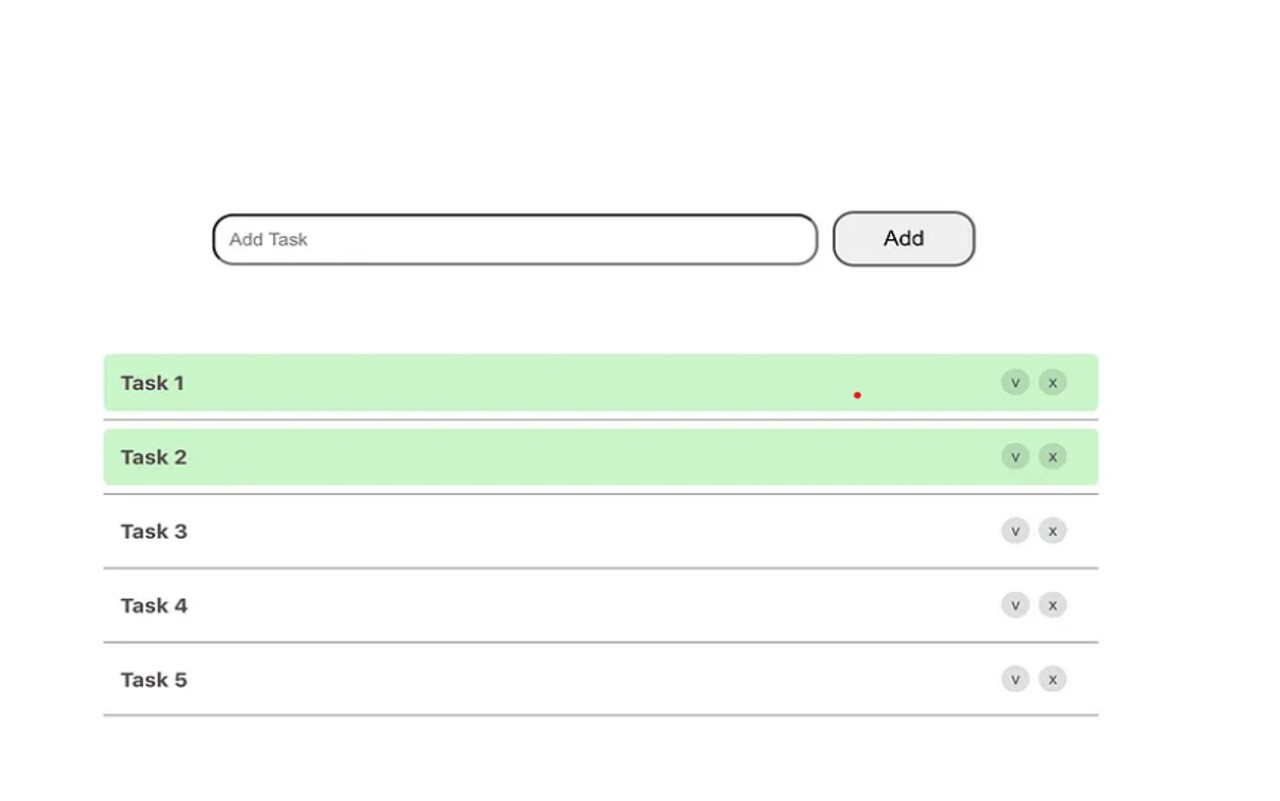 Add Task Add
Task 1 v x
Task 2 v x
Task 3 v x
Task 4 v x
Task 5 v x